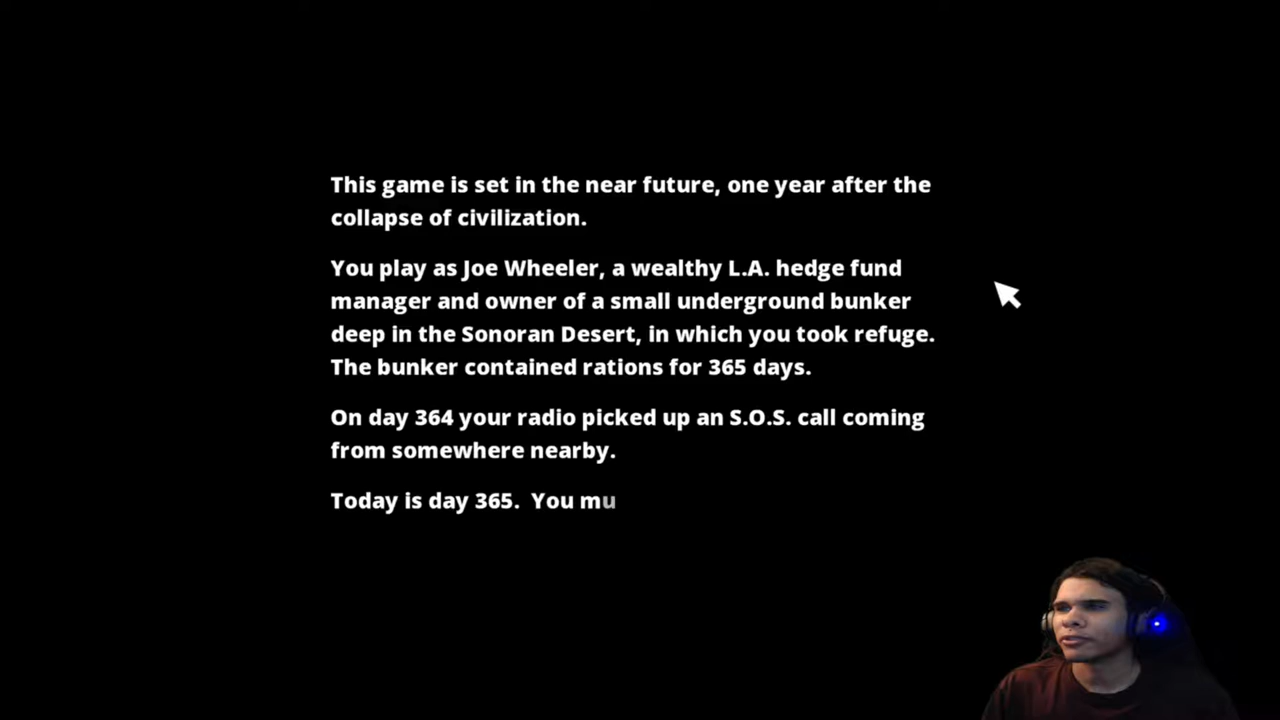 This game is set in the near future, one year after the
collapse of civilization.
You play as Joe Wheeler, a wealthy L.A. hedge fund
manager and owner of a small underground bunker
deep in the Sonoran Desert, in which you took refuge.
The bunker contained rations for 365 days.
On day 364 your radio picked up an S.O.S. call coming
from somewhere nearby.
Today is day 365.  You mu